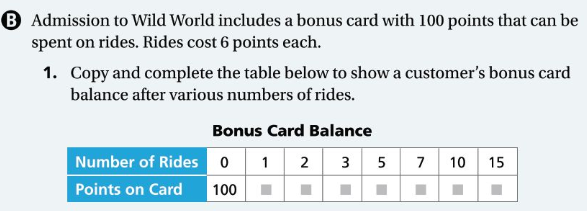 B Admission to Wild World includes a bonus card with 100 points that can be
spent on rides. Rides cost 6 points each.
1. Copy and complete the table below to show a customer's bonus card
balance after various numbers of rides.
Bonus Card Balance
Number of Rides 0 1 2 3 5 7 10 15
Points on Card 100